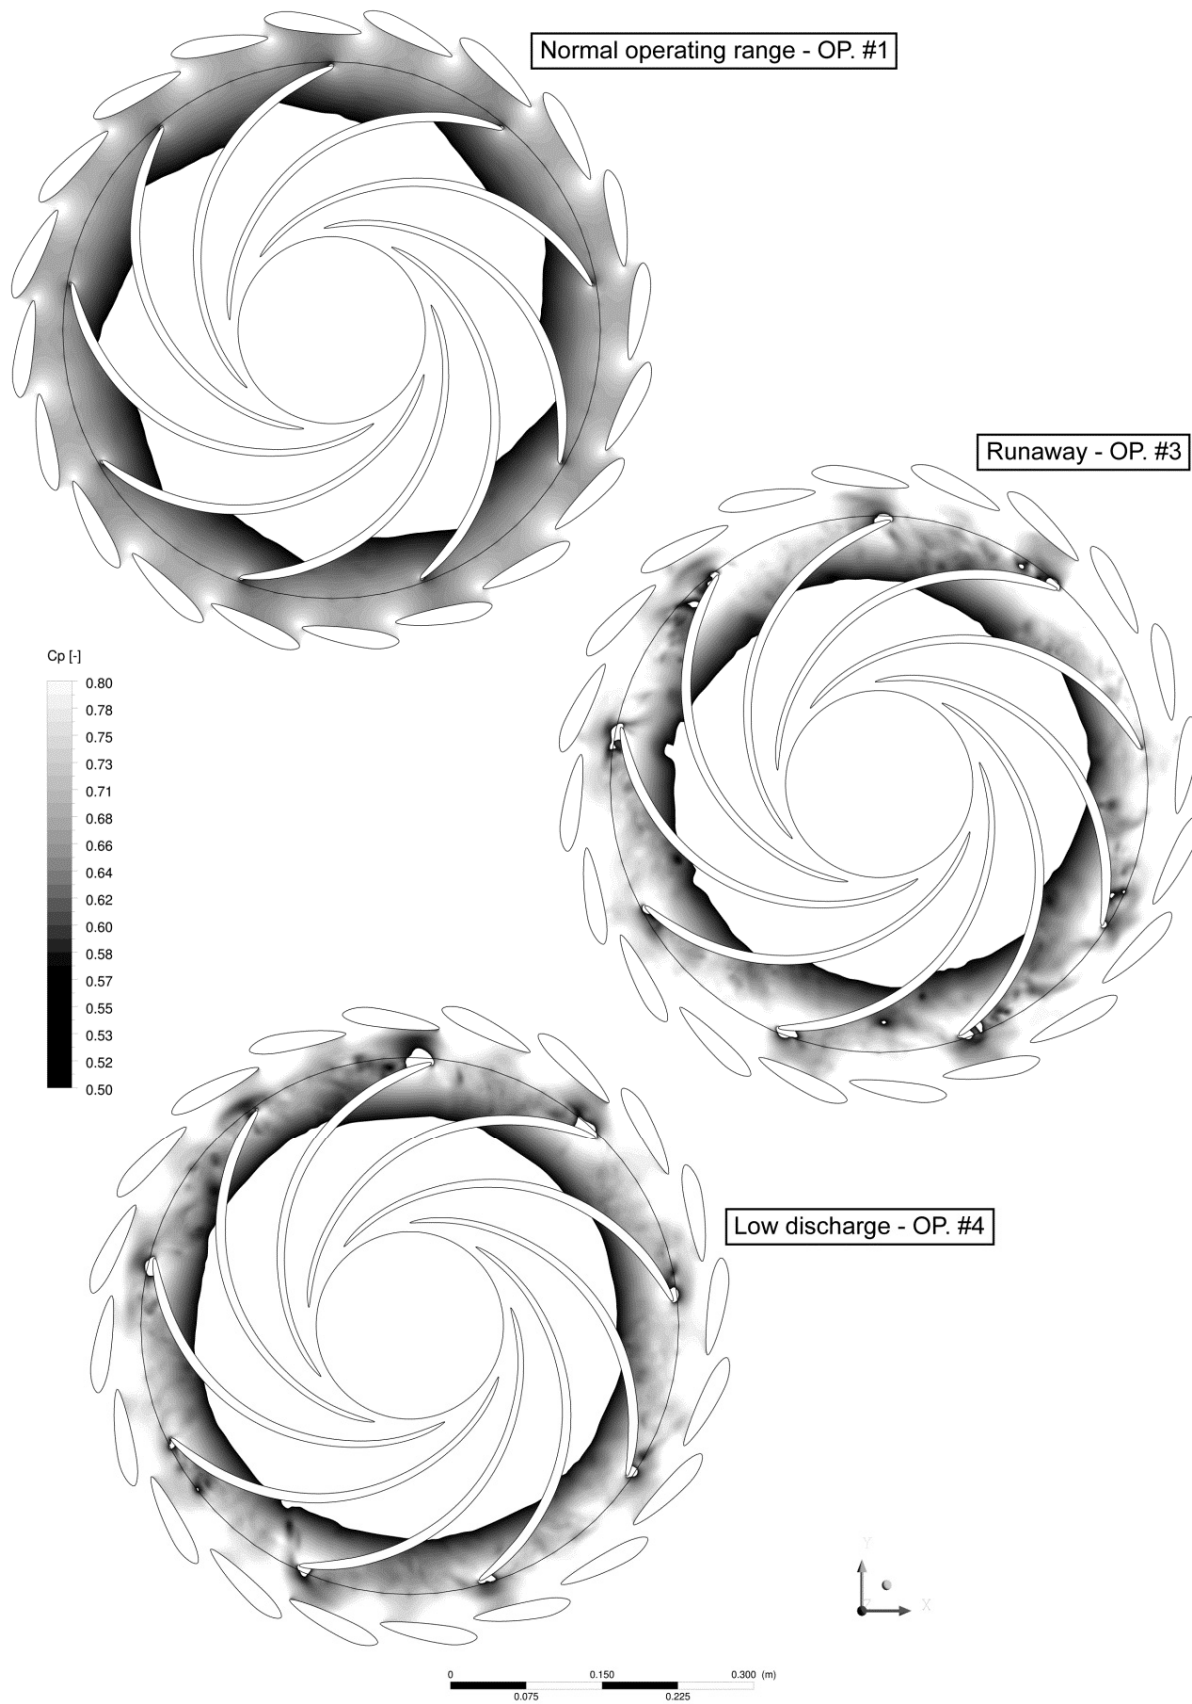 Normal operating range - OP. #1
Runaway - OP. #3
Cp [-]
0.80
0.78
0.75
0.73
0.71
0.68
0.66
0.64
0.62
0.60
0.58
0.57
0.55
0.53
0.52
0.50
Low discharge - OP. #4
Y
Z
X
0 0.150 0.300 (m)
0.075 0.225